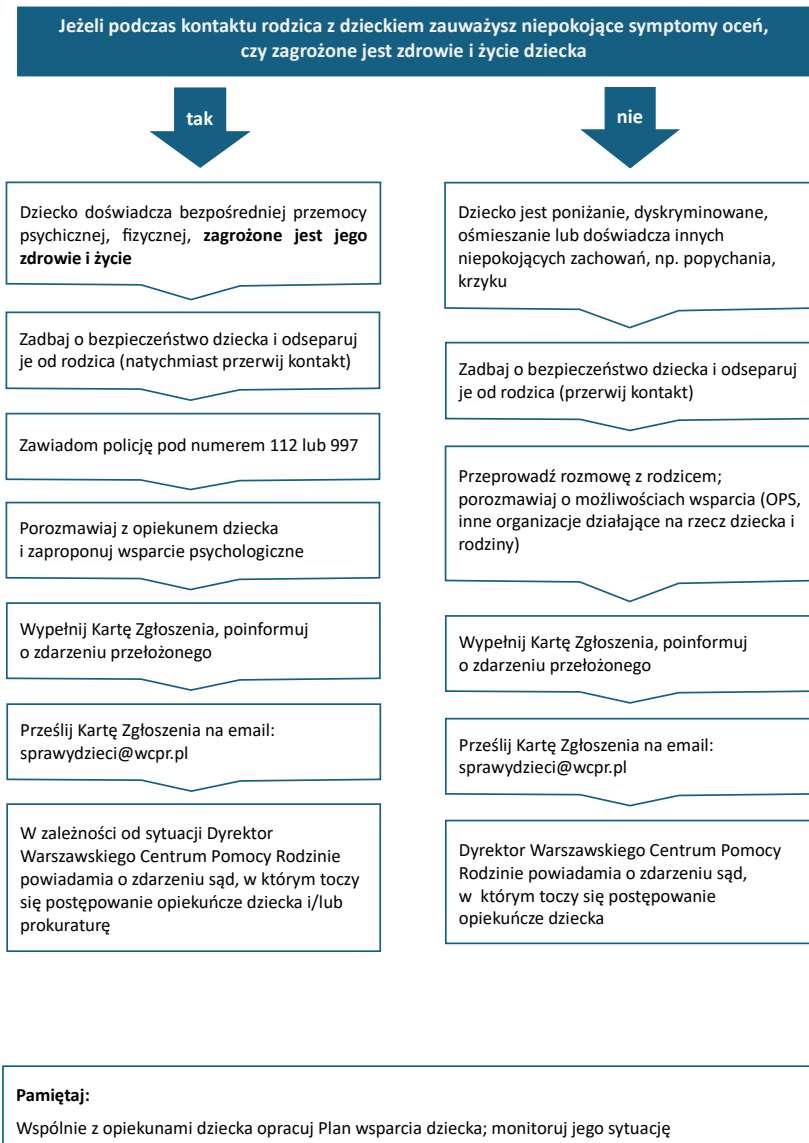 Jeżeli podczas kontaktu rodzica z dzieckiem zauważysz niepokojące symptomy oceń,
czy zagrożone jest zdrowie i życie dziecka
tak
Dziecko doświadcza bezpośredniej przemocy
psychicznej, fizycznej, zagrożone jest jego
zdrowie i życie
Zadbaj o bezpieczeństwo dziecka i odseparuj
je od rodzica (natychmiast przerwij kontakt)
Zawiadom policję pod numerem 112 lub 997
Porozmawiaj z opiekunem dziecka
i zaproponuj wsparcie psychologiczne
Wypełnij Kartę Zgłoszenia, poinformuj
o zdarzeniu przełożonego
Prześlij Kartę Zgłoszenia na email:
sprawydzieci@wcpr.pl
W zależności od sytuacji Dyrektor
Warszawskiego Centrum Pomocy Rodzinie
powiadamia o zdarzeniu sąd, w którym toczy
się postępowanie opiekuńcze dziecka i/lub
prokuraturę
nie
Dziecko jest poniżanie, dyskryminowane,
ośmieszanie lub doświadcza innych
niepokojących zachowań, np. popychania,
krzyku
Zadbaj o bezpieczeństwo dziecka i odseparuj
je od rodzica (przerwij kontakt)
Przeprowadź rozmowę z rodzicem;
porozmawiaj o możliwościach wsparcia (OPS,
inne organizacje działające na rzecz dziecka i
rodziny)
Wypełnij Kartę Zgłoszenia, poinformuj
o zdarzeniu przełożonego
Prześlij Kartę Zgłoszenia na email:
sprawydzieci@wcpr.pl
Dyrektor Warszawskiego Centrum Pomocy
Rodzinie powiadamia o zdarzeniu sąd,
w którym toczy się postępowanie
opiekuńcze dziecka
Pamiętaj:
Wspólnie z opiekunami dziecka opracuj Plan wsparcia dziecka; monitoruj jego sytuację